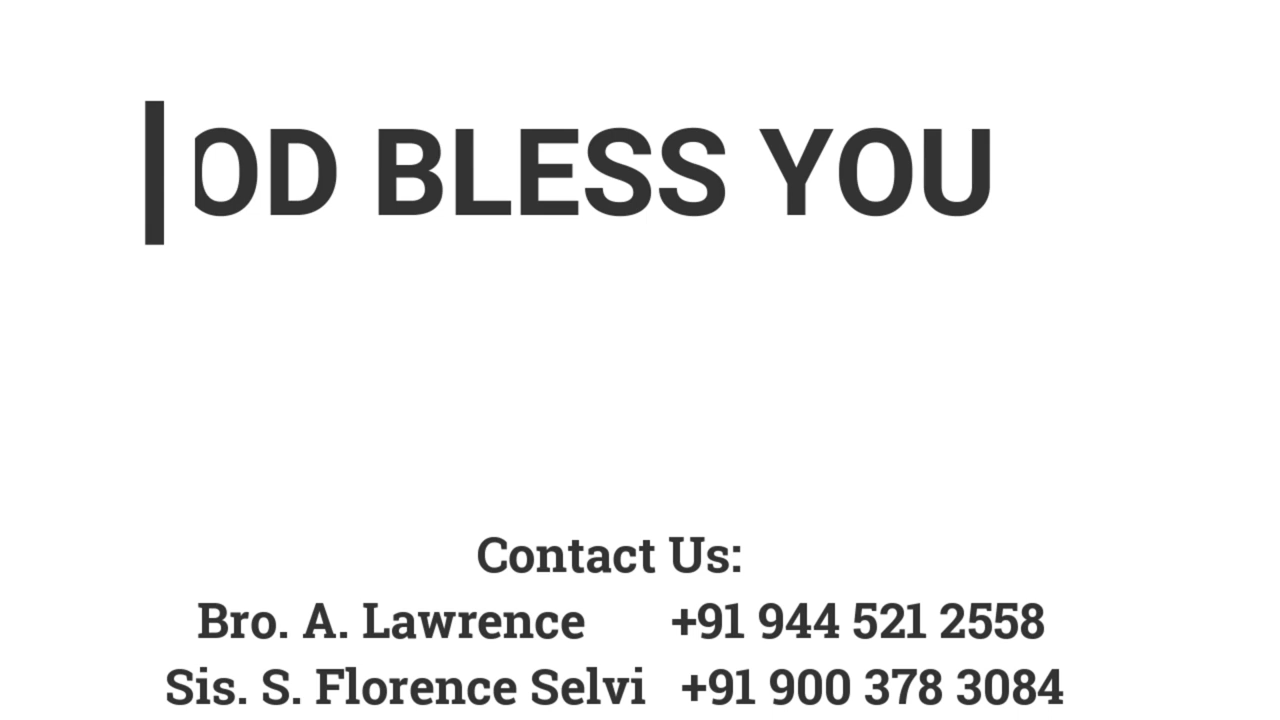 OD BLESS YOU
Contact Us:
Bro. A. Lawrence +91 944 521 2558
Sis. S. Florence Selvi +91 900 378 3084